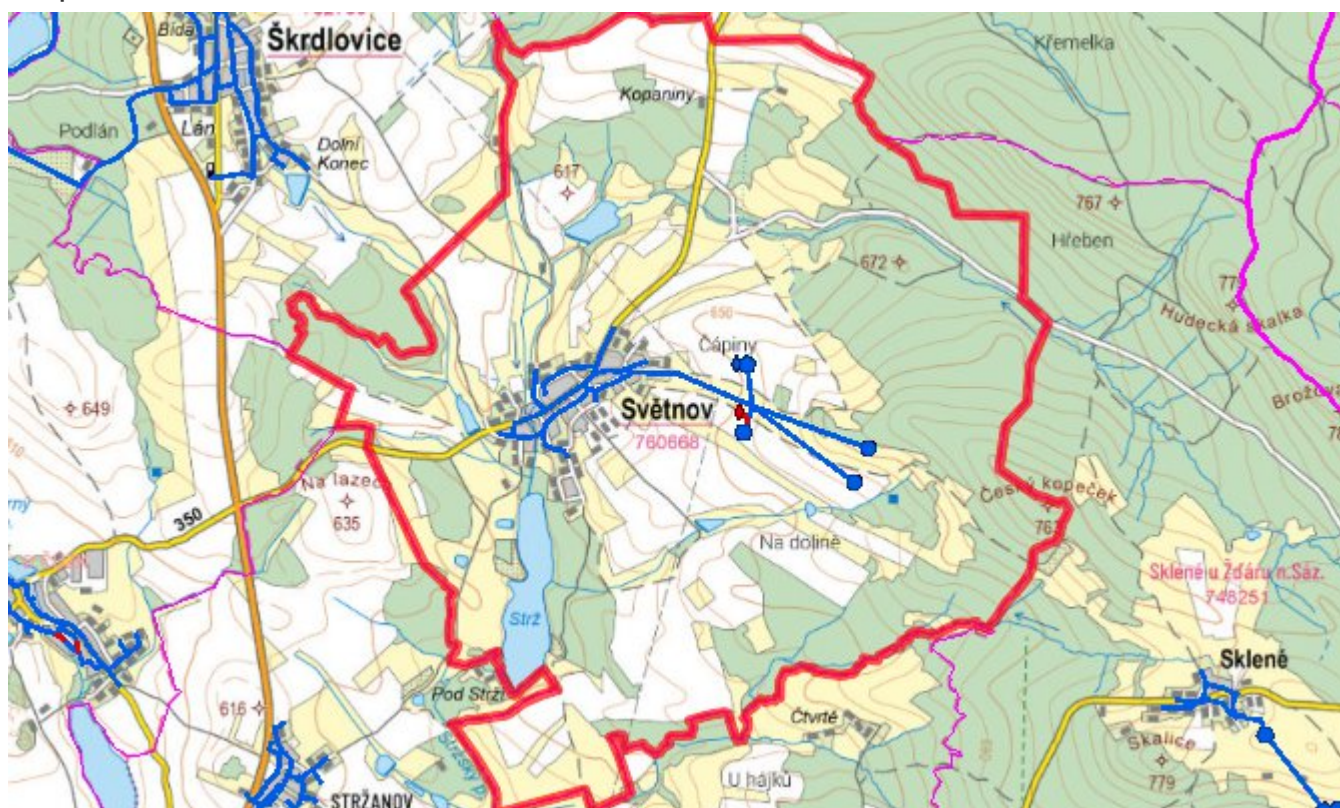 Bída
Škrdlovice
Křemelka
Kopaniny
Podlán
Lán
Dolní
Konec
617
767
Hřeben
672
Hudecká skalka
650
Čápiny
649
Světnov
760668
Na lazech
635
350
Český kopeček
Na dolině
Sklené u Žďáru n.Sáz.
748251
Strž
Sklené
Pod Strží
616
Čtvrtě
Skalice
U hájků
779
STRŽANOV